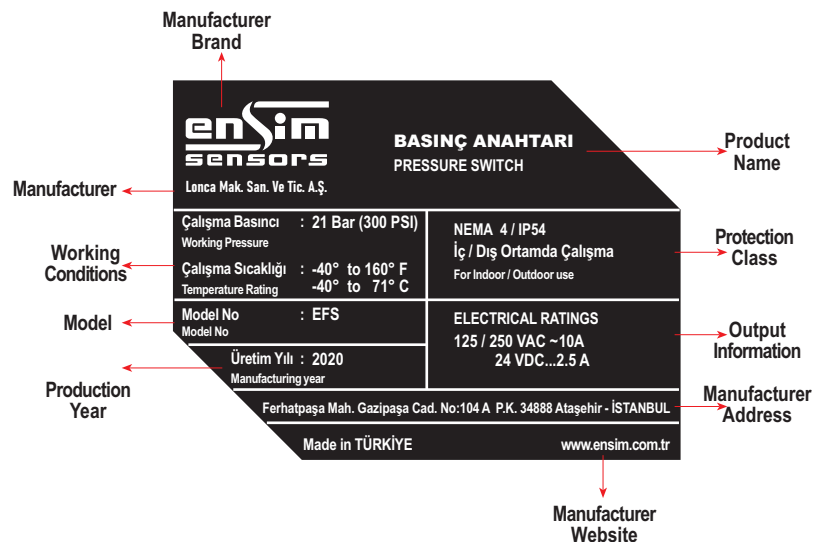 Manufacturer
Brand
ensim
sensors
Lonca Mak. San. Ve Tic. A.Ş.
BASINÇ ANAHTARI
PRESSURE SWITCH
Product
Name
Manufacturer
Çalışma Basıncı : 21 Bar (300 PSI)
Working Pressure
Çalışma Sıcaklığı : -40° to 160° F
Temperature Rating -40° to 71° C
NEMA 4 / IP54
İç / Dış Ortamda Çalışma
For Indoor / Outdoor use
Protection
Class
Working
Conditions
Model
Model No : EFS
Model No
Üretim Yılı : 2020
Manufacturing year
ELECTRICAL RATINGS
125 / 250 VAC ~10A
24 VDC...2.5 A
Output
Information
Production
Year
Ferhatpaşa Mah. Gazipaşa Cad. No:104 A P.K. 34888 Ataşehir - İSTANBUL
Manufacturer
Address
Made in TÜRKİYE
www.ensim.com.tr
Manufacturer
Website